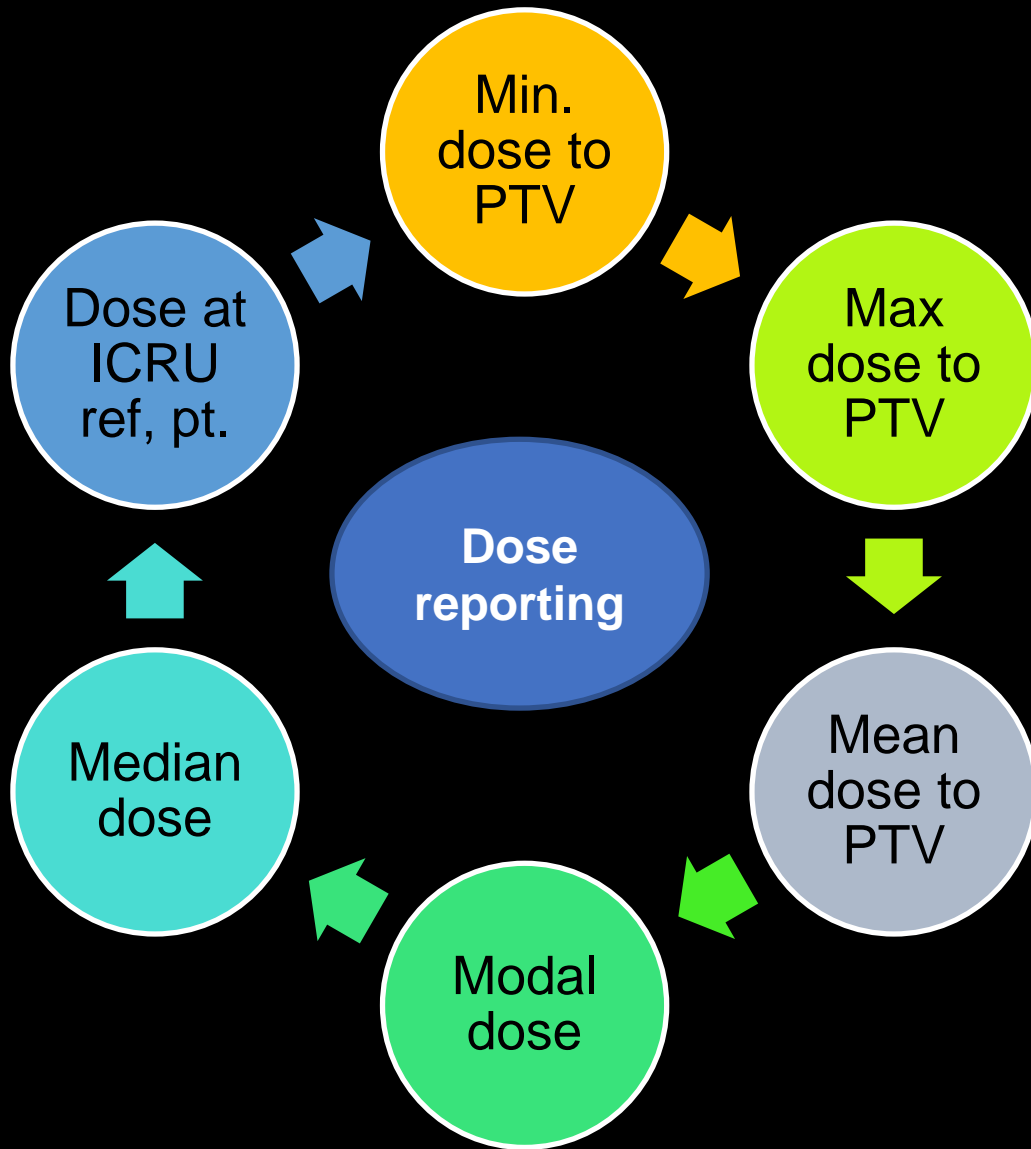 Min.
dose to
PTV
Max
dose to
PTV
Mean
dose to
PTV
Modal
dose
Median
dose
Dose at
ICRU
ref, pt.
Dose
reporting